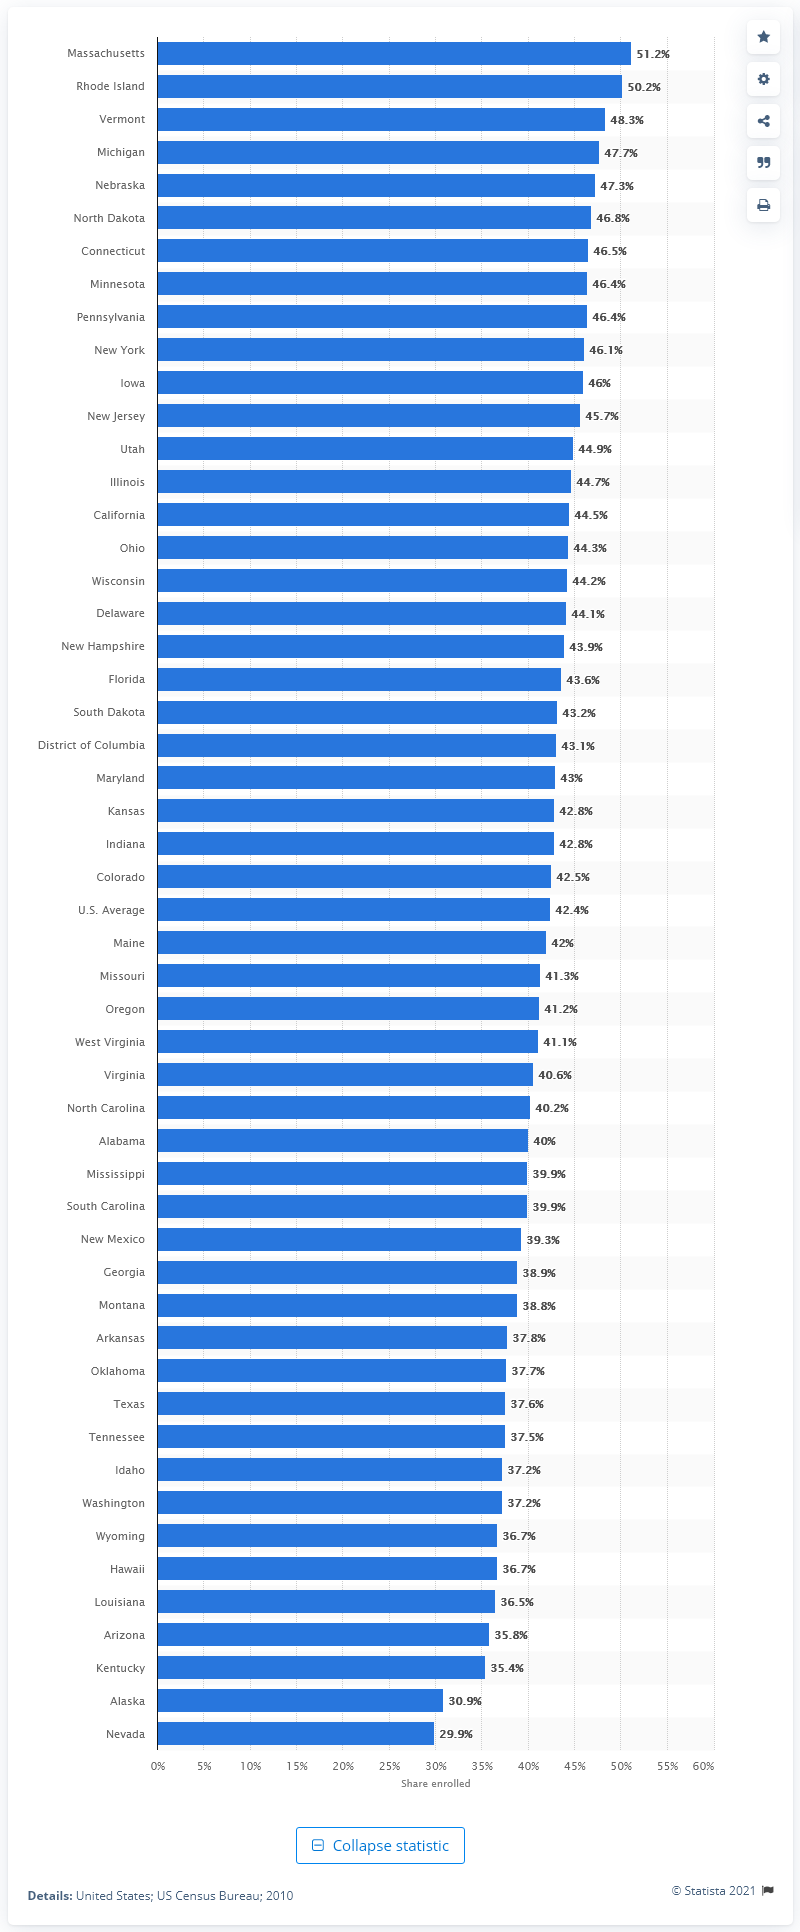 Massachusetts 51.2%
Rhode Island 50.2%
Vermont 48.3%
Michigan 47.7%
Nebraska 47.3%
North Dakota 46.8%
Connecticut 46.5%
Minnesota 46.4%
Pennsylvania 46.4%
New York 46.1%
Iowa 46%
New Jersey 45.7%
Utah 44.9%
Illinois 44.7%
California 44.5%
Ohio 44.3%
Wisconsin 44.2%
Delaware 44.1%
New Hampshire 43.9%
Florida 43.6%
South Dakota 43.2%
District of Columbia 43.1%
Maryland 43%
Kansas 42.8%
Indiana 42.8%
Colorado 42.5%
U.S. Average 42.4%
Maine 42%
Missouri 41.3%
Oregon 41.2%
West Virginia 41.1%
Virginia 40.6%
North Carolina 40.2%
Alabama 40%
Mississippi 39.9%
South Carolina 39.9%
New Mexico 39.3%
Georgia 38.9%
Montana 38.8%
Arkansas 37.8%
Oklahoma 37.7%
Texas 37.6%
Tennessee 37.5%
Idaho 37.2%
Washington 37.2%
Wyoming 36.7%
Hawaii 36.7%
Louisiana 36.5%
Arizona 35.8%
Kentucky 35.4%
Alaska 30.9%
Nevada 29.9%
0% 5% 10% 15% 20% 25% 30% 35% 40% 45% 50% 55% 60%
Share enrolled
Collapse statistic
Details: United States; US Census Bureau; 2010
© Statista 2021